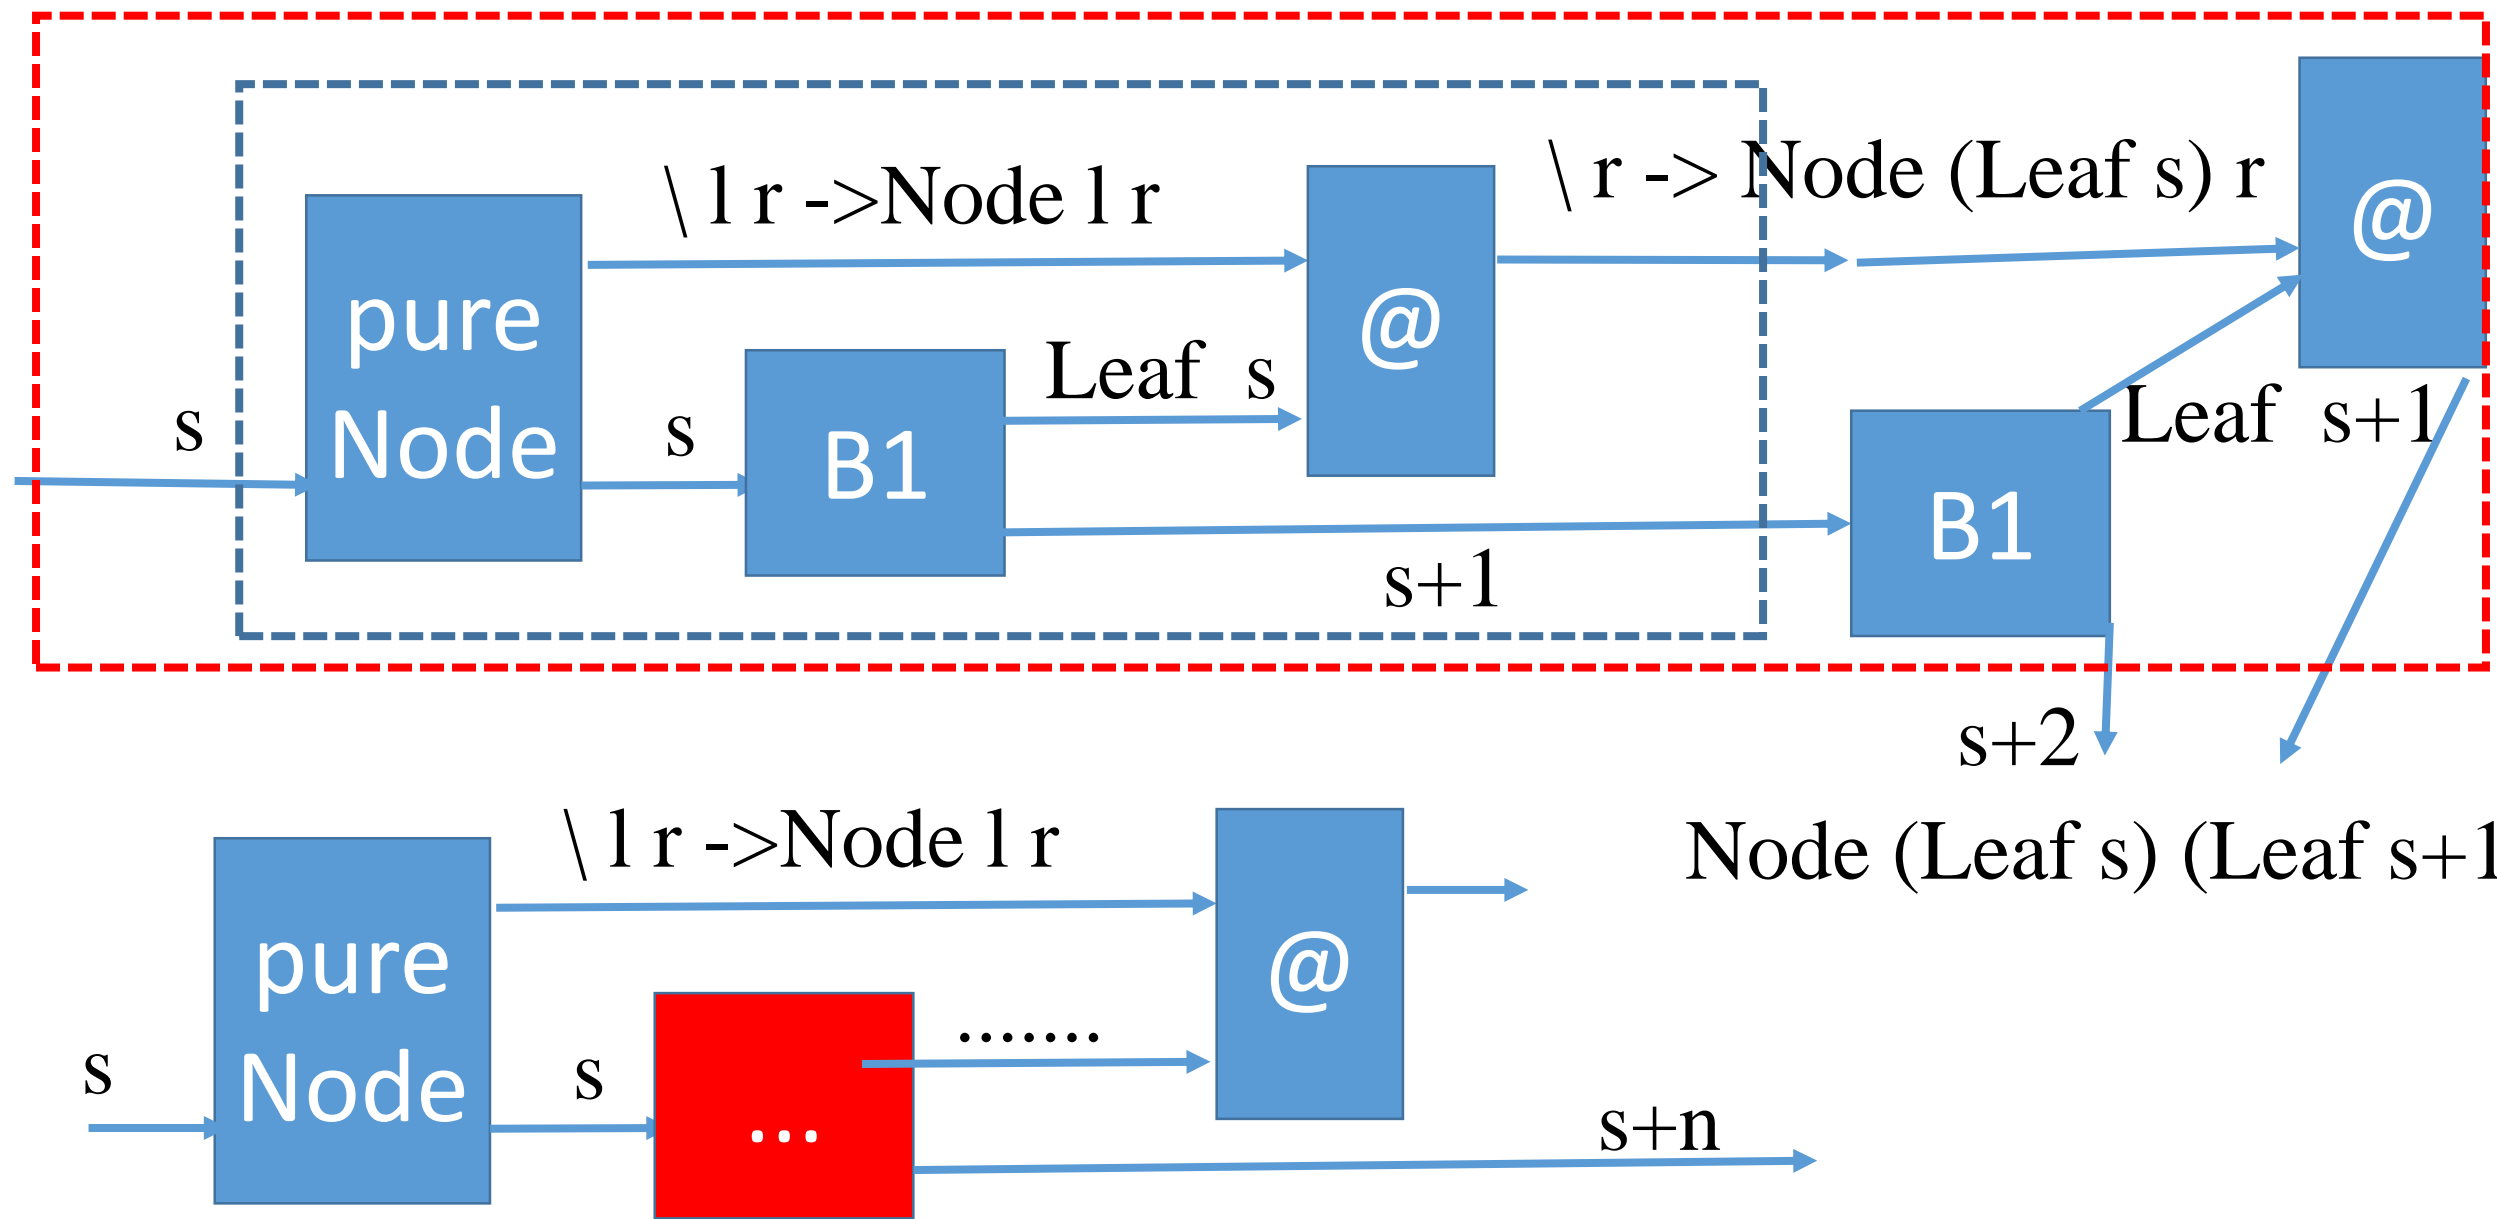 \ r -> Node (Leaf s) r
\ l r ->Node l r
@
@
pure
Node
s
s
Leaf s
B1
Leaf s+1
B1
s+1
s+2
\ l r ->Node l r
Node (Leaf s) (Leaf s+1
@
pure
Node
s
s
.......
...
s+n